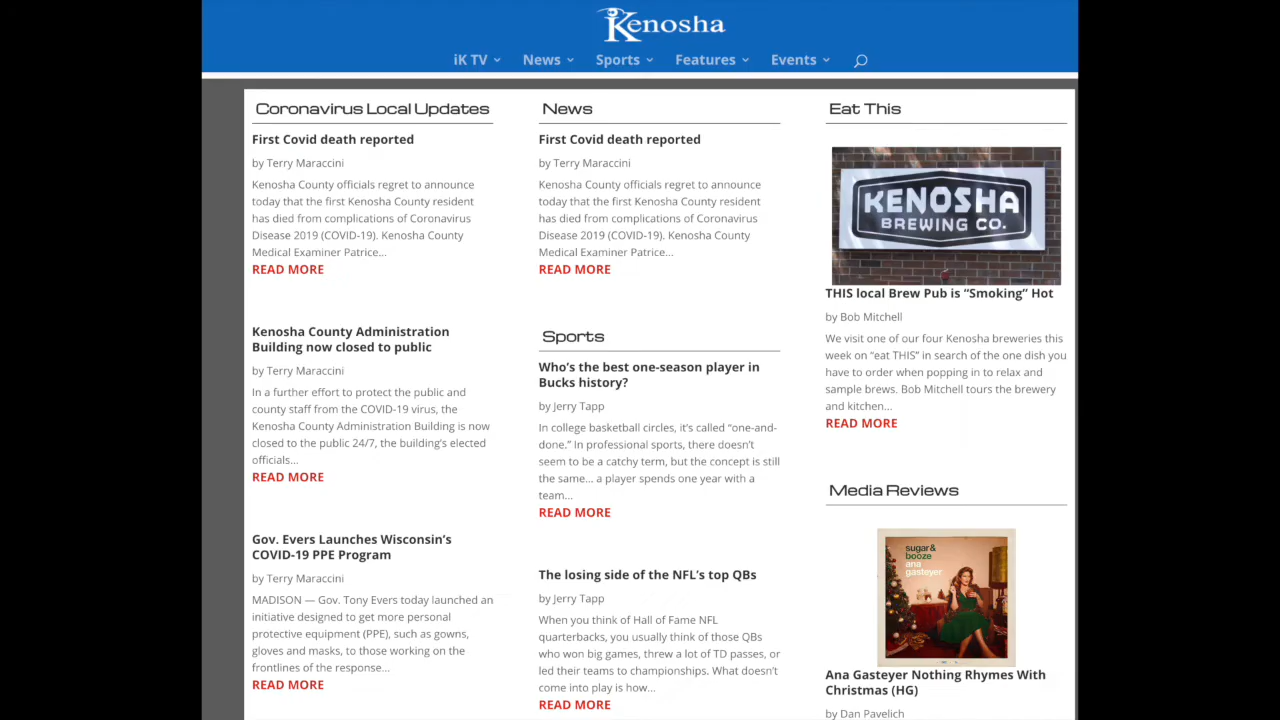 iKenosha
iK TV
News
Sports
Features
Events
Coronavirus Local Updates
First Covid death reported
by Terry Maraccini
Kenosha County officials regret to announce
today that the first Kenosha County resident
has died from complications of Coronavirus
Disease 2019 (COVID-19). Kenosha County
Medical Examiner Patrice...
READ MORE
Kenosha County Administration
Building now closed to public
by Terry Maraccini
In a further effort to protect the public and
county staff from the COVID-19 virus, the
Kenosha County Administration Building is now
closed to the public 24/7, the building's elected
officials...
READ MORE
Gov. Evers Launches Wisconsin's
COVID-19 PPE Program
by Terry Maraccini
MADISON — Gov. Tony Evers today launched an
initiative designed to get more personal
protective equipment (PPE), such as gowns,
gloves and masks, to those working on the
frontlines of the response...
READ MORE
News
First Covid death reported
by Terry Maraccini
Kenosha County officials regret to announce
today that the first Kenosha County resident
has died from complications of Coronavirus
Disease 2019 (COVID-19). Kenosha County
Medical Examiner Patrice...
READ MORE
Sports
Who's the best one-season player in
Bucks history?
by Jerry Tapp
In college basketball circles, it's called "one-and-
done." In professional sports, there doesn't
seem to be a catchy term, but the concept is still
the same... a player spends one year with a
team...
READ MORE
The losing side of the NFL's top QBs
by Jerry Tapp
When you think of Hall of Fame NFL
quarterbacks, you usually think of those QBs
who won big games, threw a lot of TD passes, or
led their teams to championships. What doesn't
come into play is how...
READ MORE
Eat This
KENOSHA
BREWING CO.
THIS local Brew Pub is "Smoking" Hot
by Bob Mitchell
We visit one of our four Kenosha breweries this
week on "eat THIS" in search of the one dish you
have to order when popping in to relax and
sample brews. Bob Mitchell tours the brewery
and kitchen...
READ MORE
Media Reviews
sugar&
booze
ana
gasteyer
Ana Gasteyer Nothing Rhymes With
Christmas (HG)
by Dan Pavelich